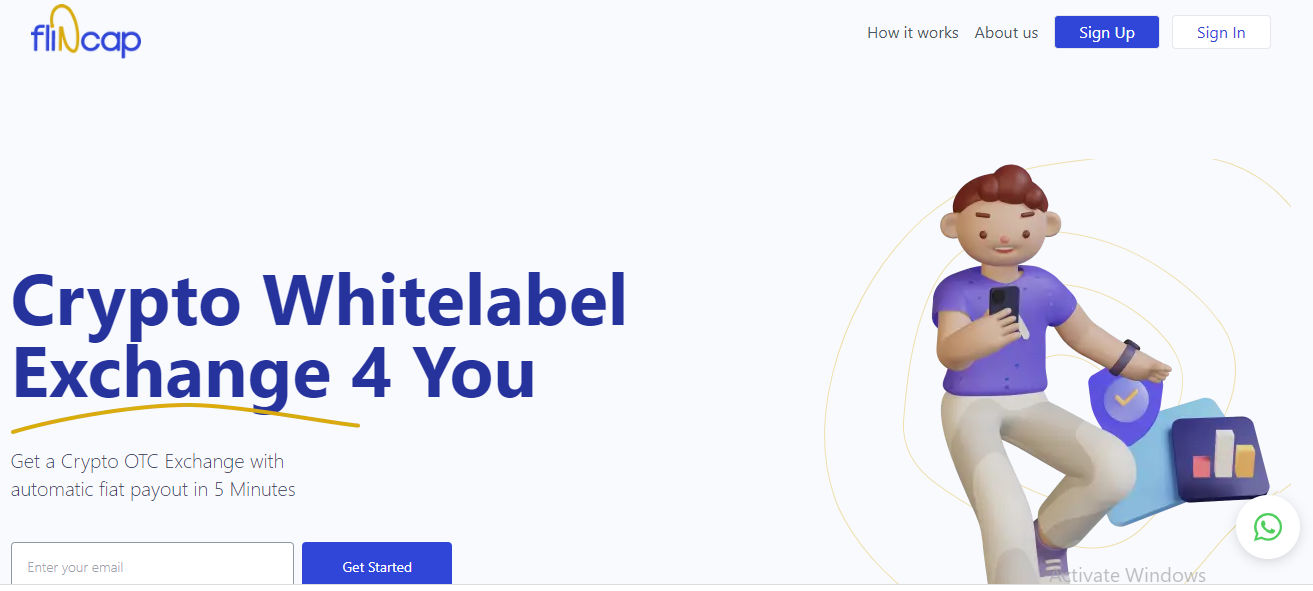 flincap
How it works
About us
Sign Up
Sign In
Crypto Whitelabel
Exchange 4 You
Get a Crypto OTC Exchange with
automatic fiat payout in 5 Minutes
Enter your email
Get Started
Activate Windows